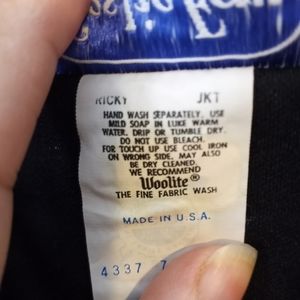 RICKY JKT
HAND WASH SEPARATELY. USE
MILD SOAP IN LUKE WARM
WATER. DRIP OR TUMBLE DRY.
DO NOT USE BLEACH.
FOR TOUCH UP USE COOL IRON
ON WRONG SIDE. MAY ALSO
BE DRY CLEANED.
WE RECOMMEND
Woolite
THE FINE FABRIC WASH
MADE IN U.S.A.
4337 7